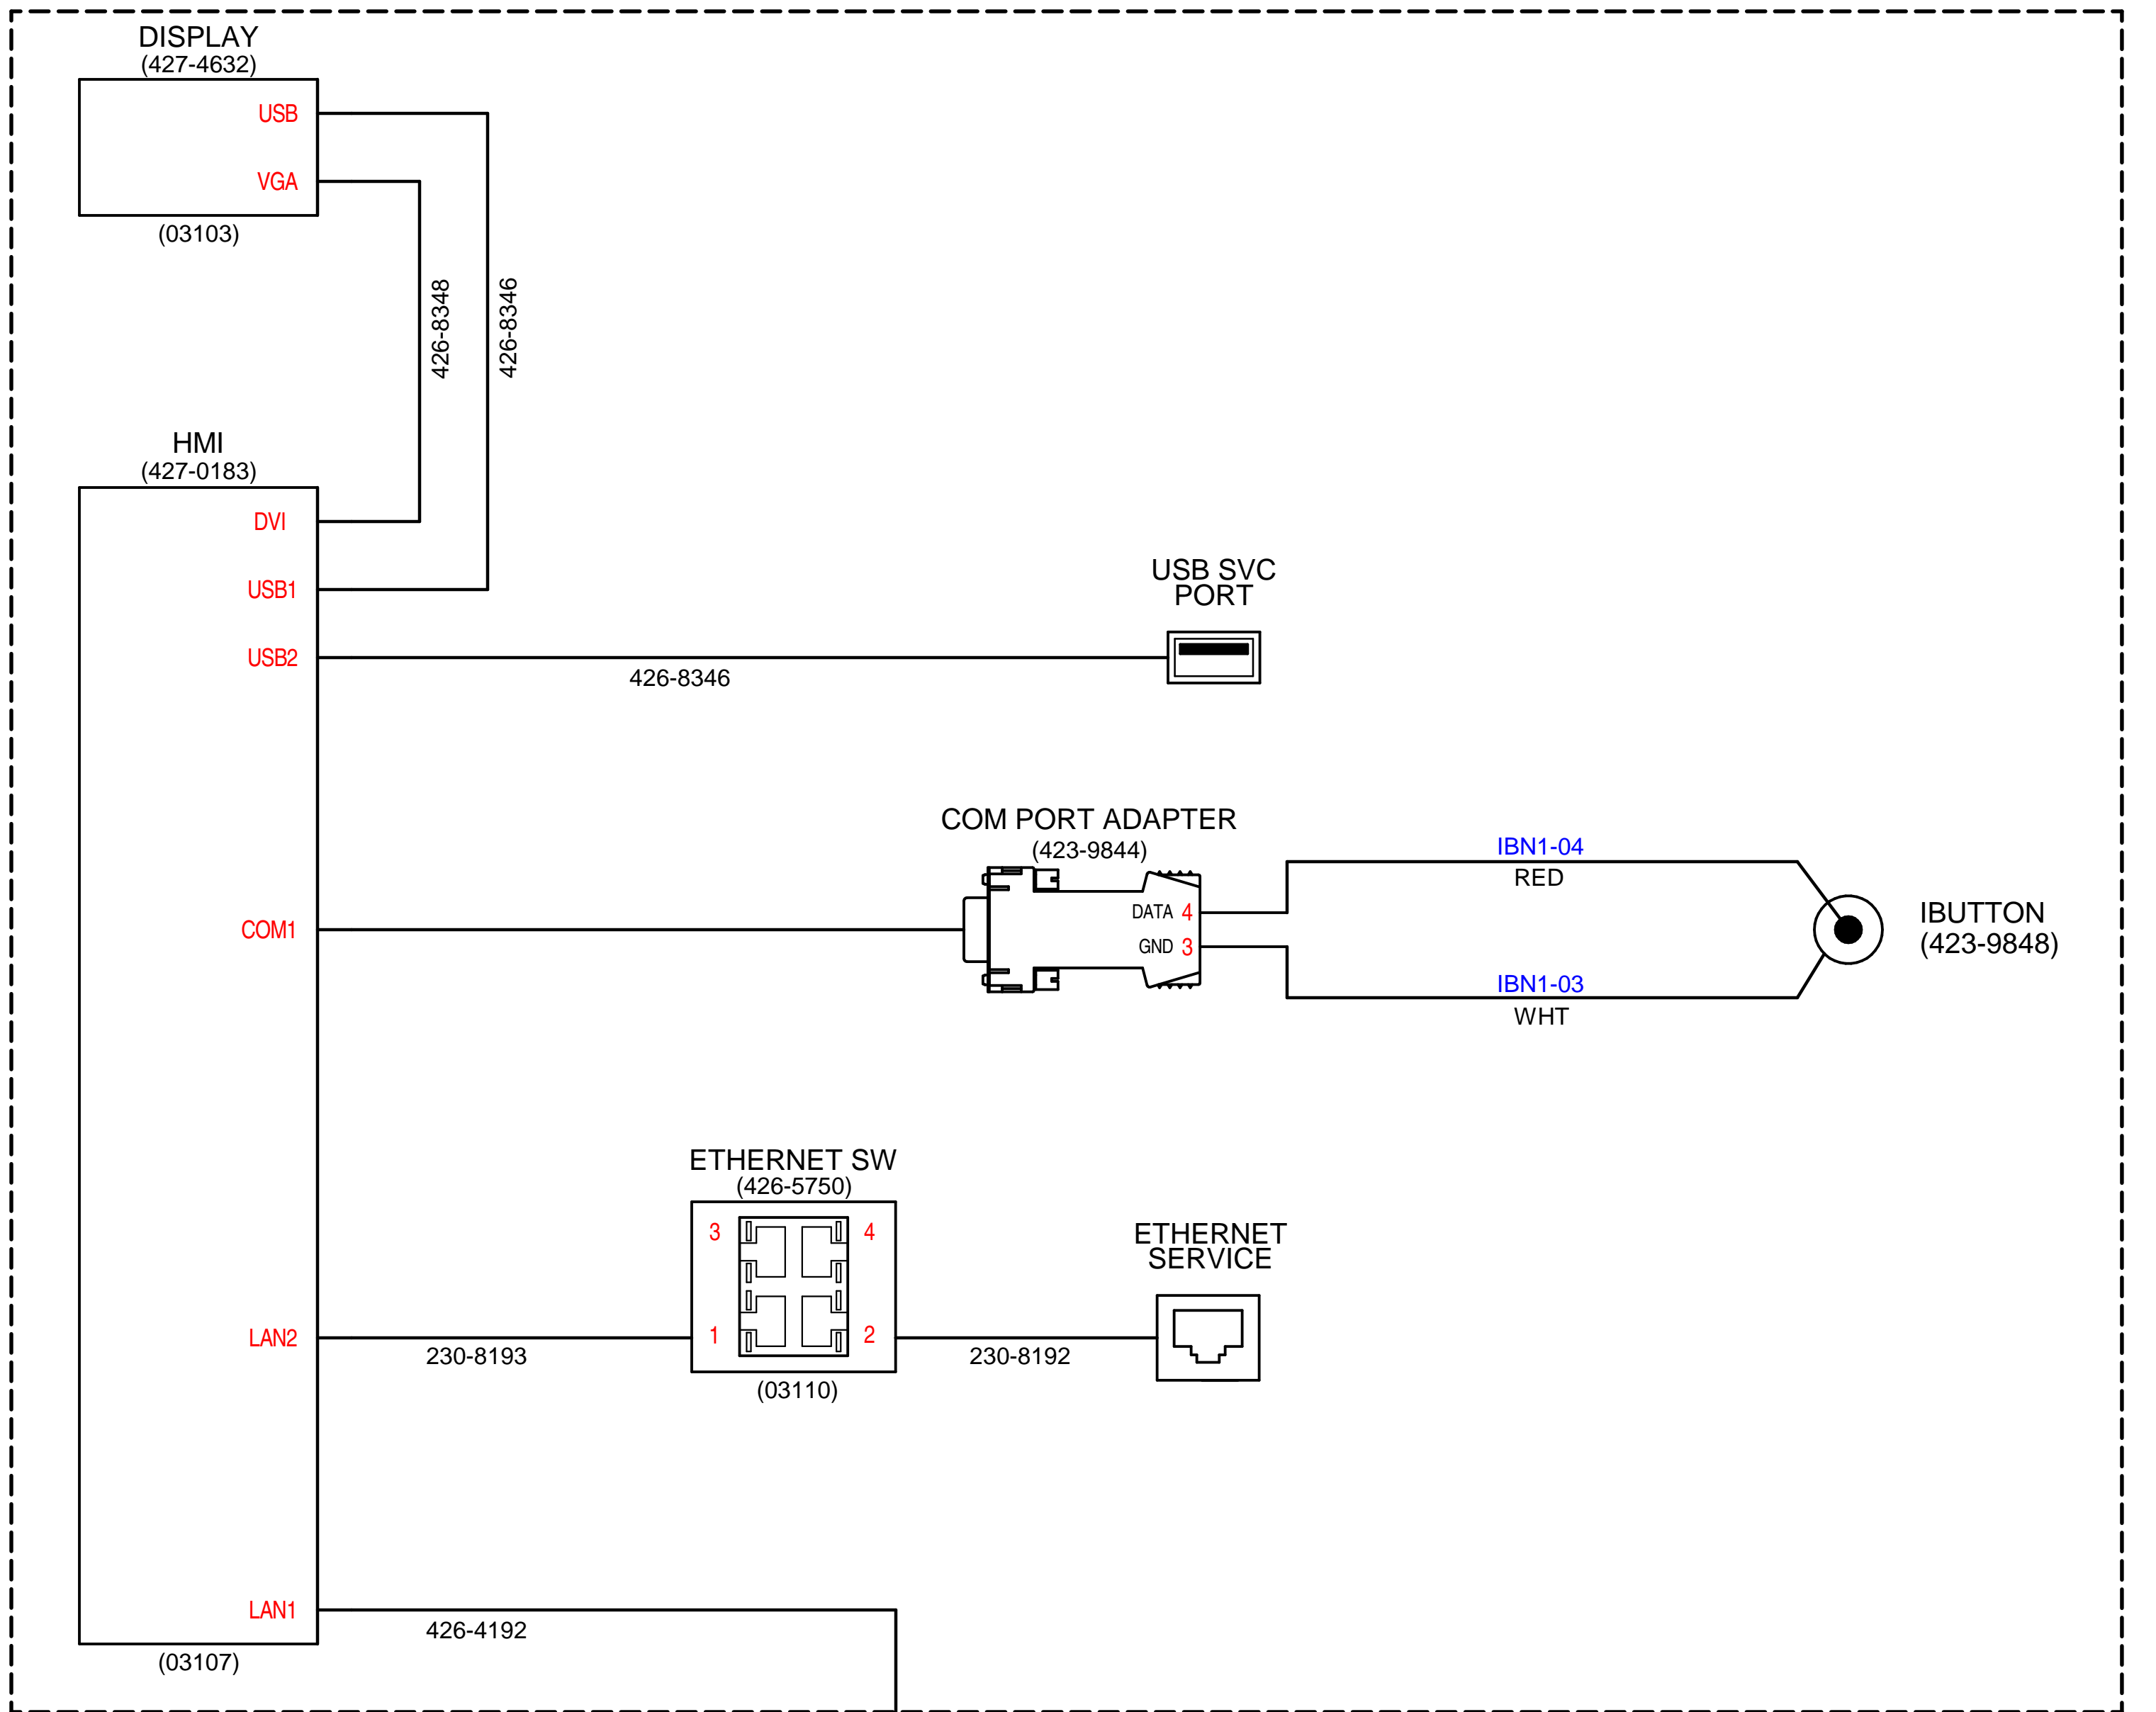 DISPLAY
(427-4632)
USB
VGA
(03103)
426-8348
426-8346
HMI
(427-0183)
DVI
USB1
USB2
426-8346
USB SVC
PORT
COM PORT ADAPTER
(423-9844)
COM1
DATA 4
GND 3
IBN1-04
RED
IBN1-03
WHT
IBUTTON
(423-9848)
ETHERNET SW
(426-5750)
3
4
1
2
(03110)
LAN2
230-8193
230-8192
ETHERNET
SERVICE
LAN1
426-4192
(03107)